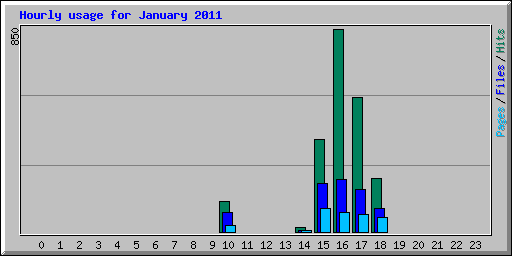 Hourly usage for January 2011
850
Pages/Files/Hits
0 1 2 3 4 5 6 7 8 9 10 11 12 13 14 15 16 17 18 19 20 21 22 23